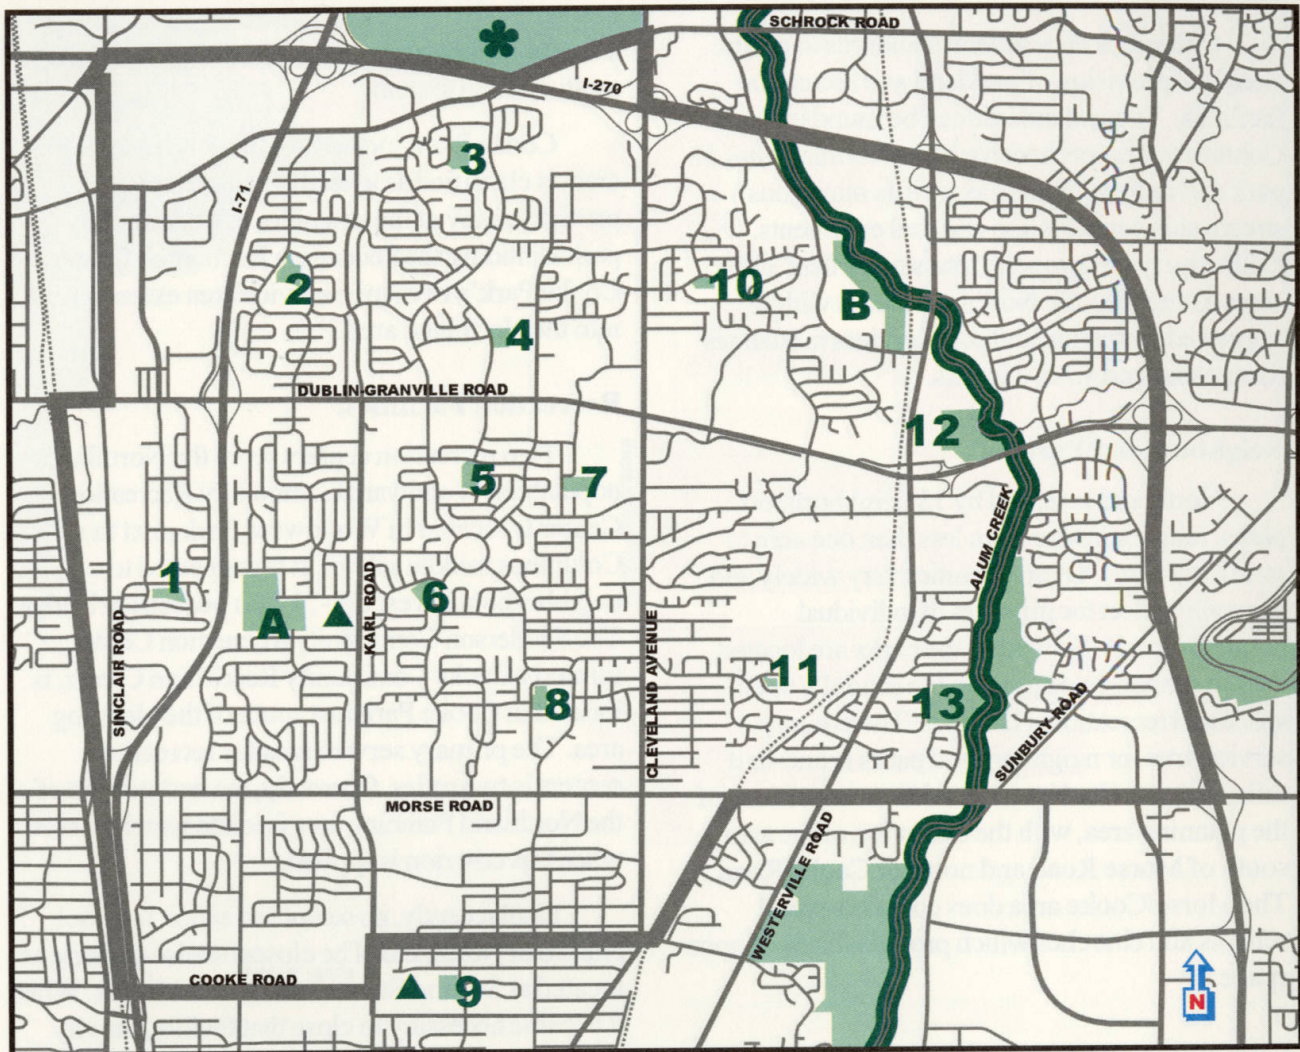 SCHROCK ROAD
I-270
3
I-71
2
10
B
4
DUBLIN-GRANVILLE ROAD
12
5
7
ALUM CREEK
1
6
A
KARL ROAD
SINCLAIR ROAD
CLEVELAND AVENUE
11
8
13
SUNBURY ROAD
MORSE ROAD
WESTERVILLE ROAD
COOKE ROAD
9
N